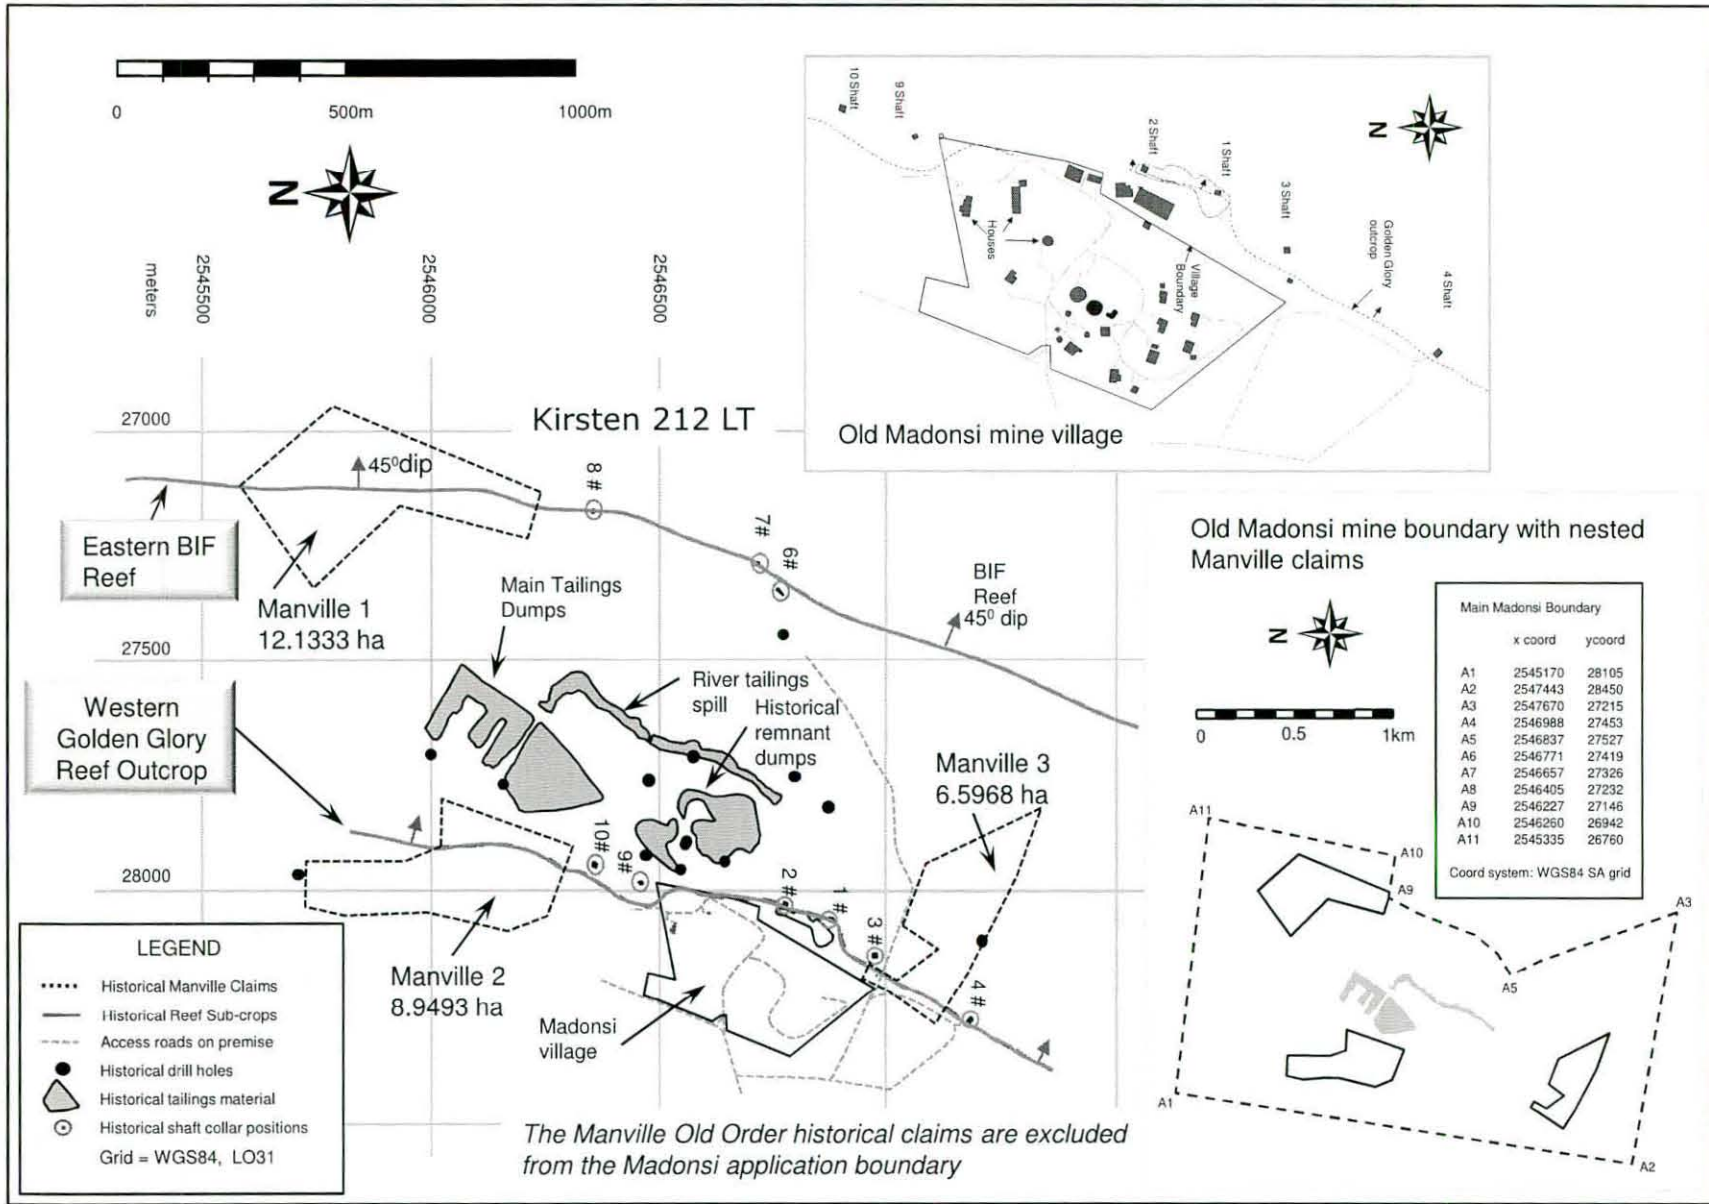 0 500m 1000m
N
meters
2545500
2546000
2546500
27000
27500
28000
Kirsten 212 LT
45⁰dip
8 #
7#
6#
Eastern BIF
Reef
Manville 1
12.1333 ha
Main Tailings
Dumps
BIF
Reef
45⁰ dip
Western
Golden Glory
Reef Outcrop
River tailings
spill
Historical
remnant
dumps
Manville 3
6.5968 ha
10#
9#
2 #
1#
3 #
4 #
Manville 2
8.9493 ha
Madonsi
village
LEGEND
Historical Manville Claims
Historical Reef Sub-crops
Access roads on premise
Historical drill holes
Historical tailings material
Historical shaft collar positions
Grid = WGS84, LO31
The Manville Old Order historical claims are excluded
from the Madonsi application boundary
10 Shaft
9 Shaft
2 Shaft
1 Shaft
3 Shaft
Golden Glory
outcrop
4 Shaft
N
Houses
Village
Boundary
Old Madonsi mine village
Old Madonsi mine boundary with nested
Manville claims
N
0 0.5 1km
Main Madonsi Boundary
x coord ycoord
A1 2545170 28105
A2 2547443 28450
A3 2547670 27215
A4 2546988 27453
A5 2546837 27527
A6 2546771 27419
A7 2546657 27326
A8 2546405 27232
A9 2546227 27146
A10 2546260 26942
A11 2545335 26760
Coord system: WGS84 SA grid
A11
A10
A9
A3
A5
A1
A2